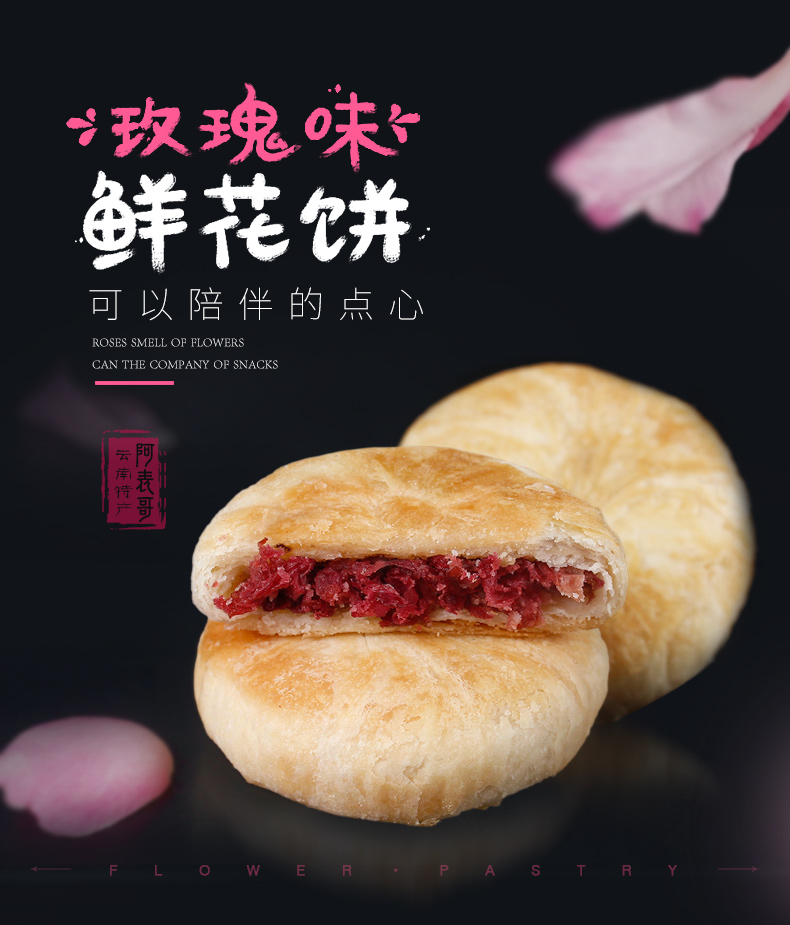 玫瑰味
鲜花饼
可以陪伴的点心
ROSES SMELL OF FLOWERS
CAN THE COMPANY OF SNACKS
阿表哥
云南特产
FLOWER·PASTRY